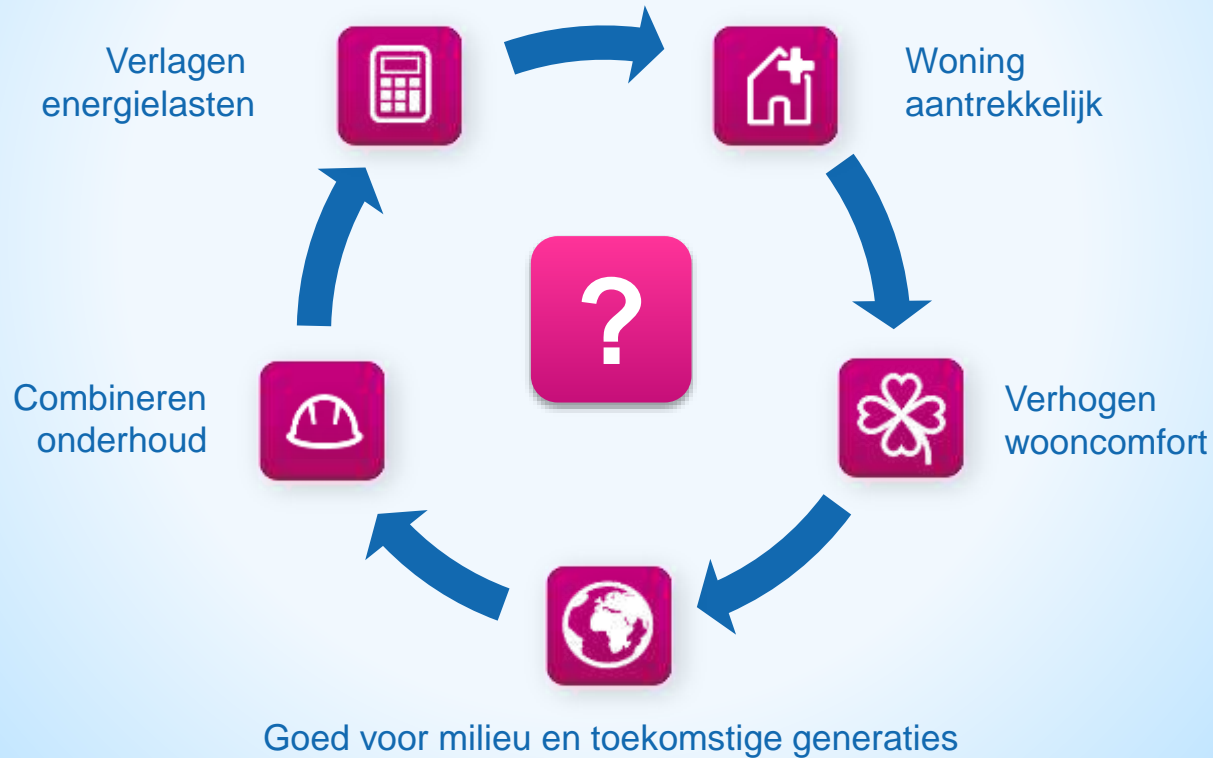 Verlagen
energielasten
Woning
aantrekkelijk
?
Combineren
onderhoud
Verhogen
wooncomfort
Goed voor milieu en toekomstige generaties